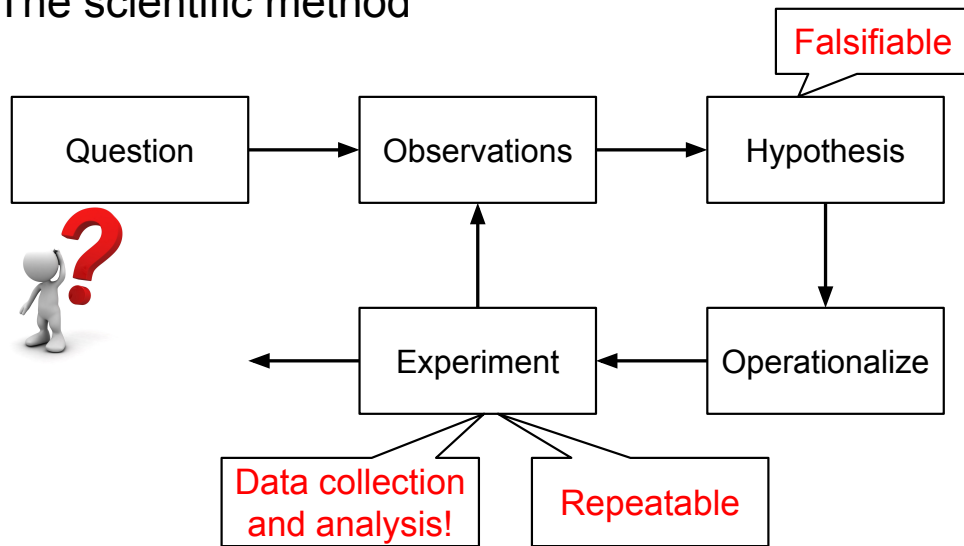 The scientific method
Falsifiable
Question
Observations
Hypothesis
Experiment
Operationalize
Data collection
and analysis!
Repeatable